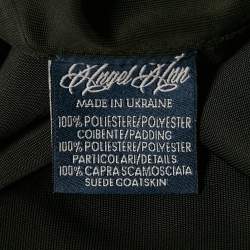 Angel Ann
MADE IN UKRAINE
100% POLIESTERE/POLYESTER
COIBENTE/PADDING
100% POLIESTERE/POLYESTER
PARTICOLARI/DETAILS
100% CAPRA SCAMOSCIATA
SUEDE GOATSKIN